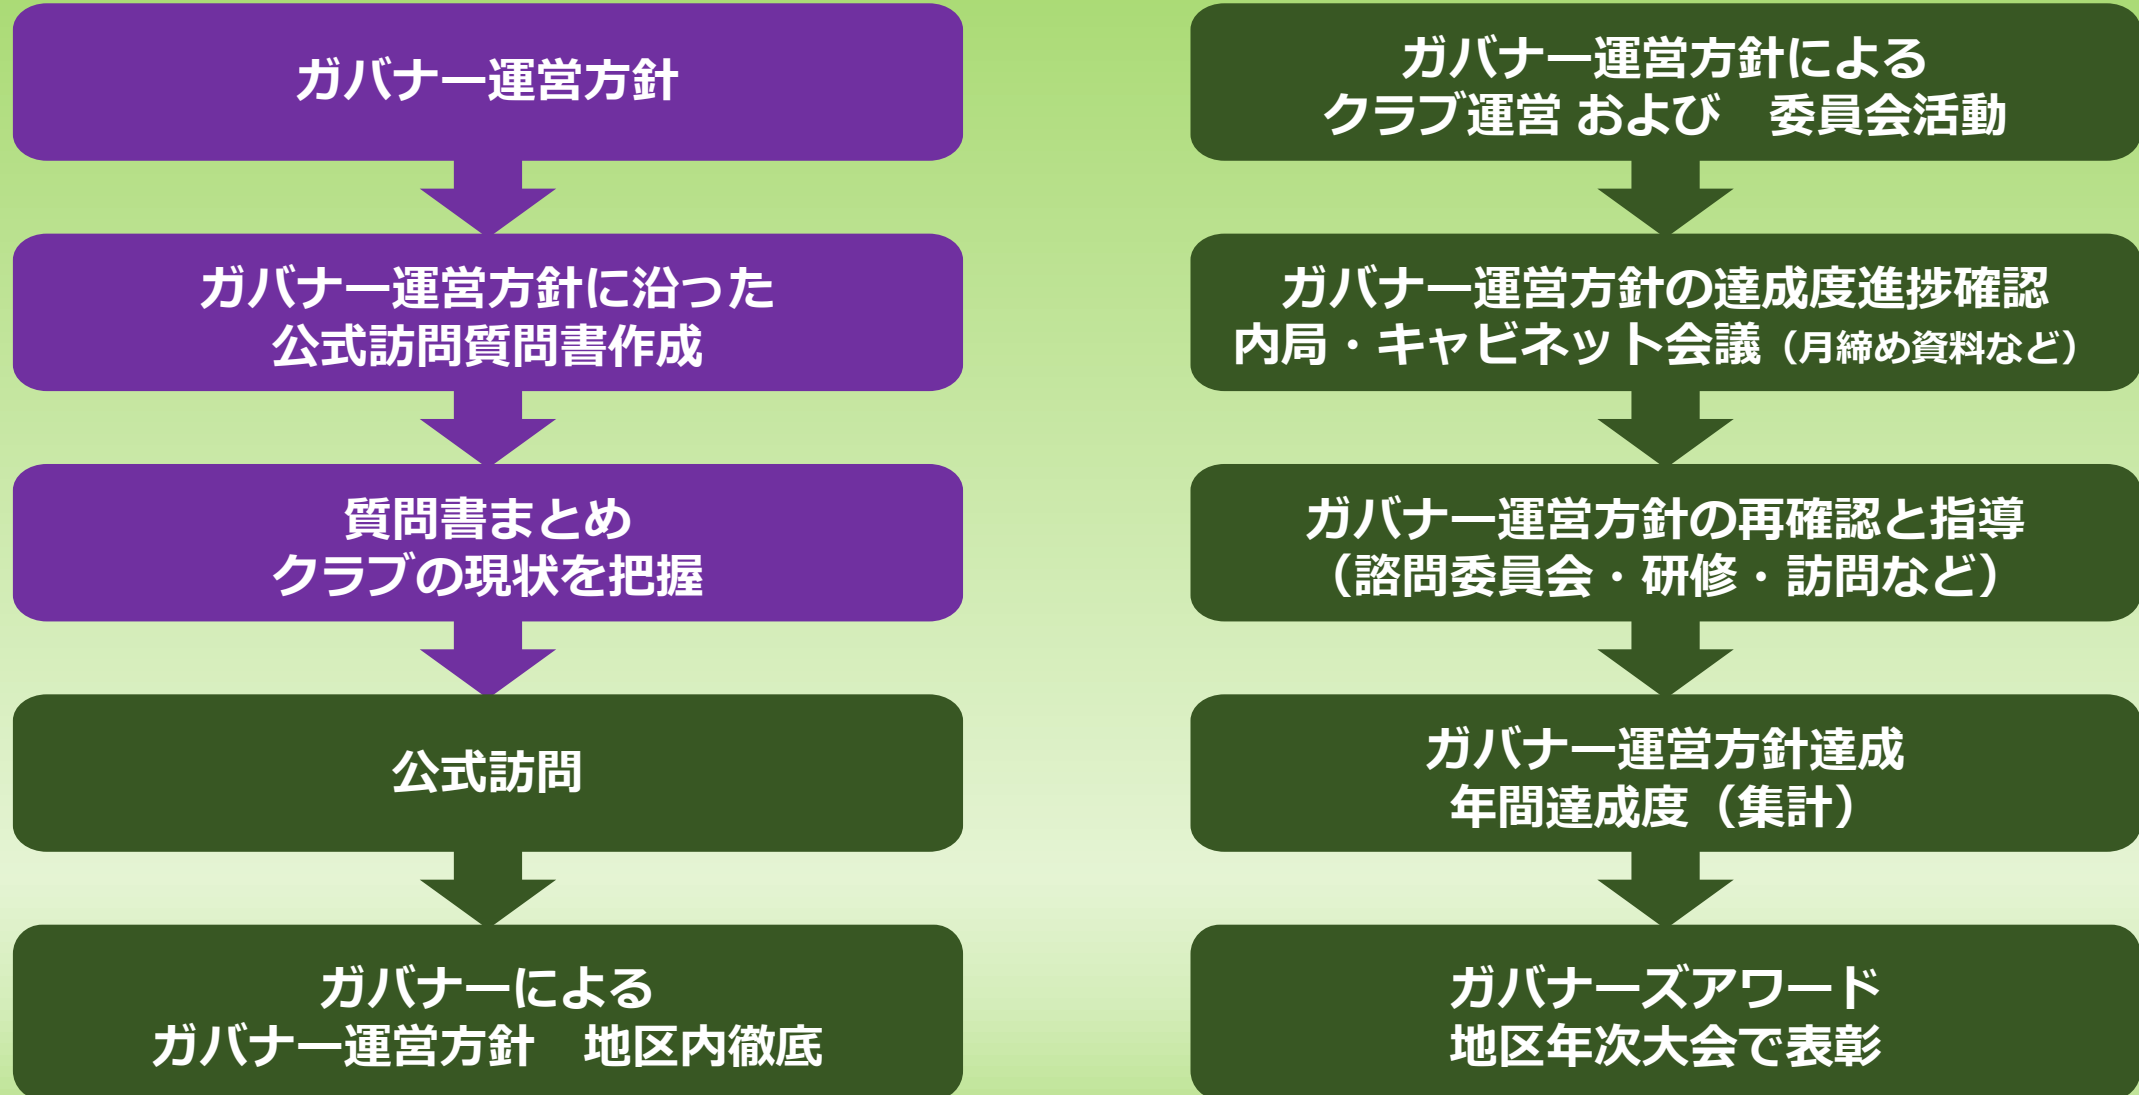 ガバナー運営方針
ガバナー運営方針に沿った
公式訪問質問書作成
質問書まとめ
クラブの現状を把握
公式訪問
ガバナーによる
ガバナー運営方針　地区内徹底
ガバナー運営方針による
クラブ運営 および　委員会活動
ガバナー運営方針の達成度進捗確認
内局・キャビネット会議（月締め資料など）
ガバナー運営方針の再確認と指導
（諮問委員会・研修・訪問など）
ガバナー運営方針達成
年間達成度（集計）
ガバナーズアワード
地区年次大会で表彰